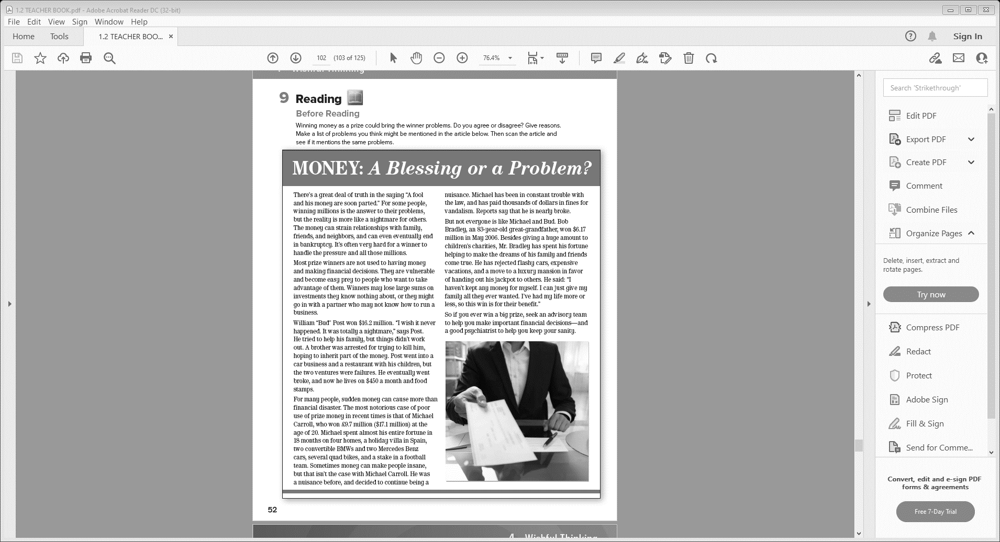 1.2 TEACHER BOOK.pdf - Adobe Acrobat Reader DC (32-bit)
File Edit View Sign Window Help
Home Tools 1.2 TEACHER BOO... × Sign In
102 (103 of 125) 76.4%
Wishful Thinking
9 Reading
Before Reading
Winning money as a prize could bring the winner problems. Do you agree or disagree? Give reasons.
Make a list of problems you think might be mentioned in the article below. Then scan the article and
see if it mentions the same problems.
MONEY: A Blessing or a Problem?
There's a great deal of truth in the saying “A fool
and his money are soon parted.” For some people,
winning millions is the answer to their problems,
but the reality is more like a nightmare for others.
The money can strain relationships with family,
friends, and neighbors, and can even eventually end
in bankruptcy. It's often very hard for a winner to
handle the pressure and all those millions.
Most prize winners are not used to having money
and making financial decisions. They are vulnerable
and become easy prey to people who want to take
advantage of them. Winners may lose large sums on
investments they know nothing about, or they might
go in with a partner who may not know how to run a
business.
William “Bud” Post won $16.2 million. “I wish it never
happened. It was totally a nightmare,” says Post.
He tried to help his family, but things didn't work
out. A brother was arrested for trying to kill him,
hoping to inherit part of the money. Post went into a
car business and a restaurant with his children, but
the two ventures were failures. He eventually went
broke, and now he lives on $450 a month and food
stamps.
For many people, sudden money can cause more than
financial disaster. The most notorious case of poor
use of prize money in recent times is that of Michael
Carroll, who won £9.7 million ($17.1 million) at the
age of 20. Michael spent almost his entire fortune in
18 months on four homes, a holiday villa in Spain,
two convertible BMWs and two Mercedes Benz
cars, several quad bikes, and a stake in a football
team. Sometimes money can make people insane,
but that isn't the case with Michael Carroll. He was
a nuisance before, and decided to continue being a
nuisance. Michael has been in constant trouble with
the law, and has paid thousands of dollars in fines for
vandalism. Reports say that he is nearly broke.
But not everyone is like Michael and Bud. Bob
Bradley, an 83-year-old great-grandfather, won $6.17
million in May 2006. Besides giving a huge amount to
children's charities, Mr. Bradley has spent his fortune
helping to make the dreams of his family and friends
come true. He has rejected flashy cars, expensive
vacations, and a move to a luxury mansion in favor
of handing out his jackpot to others. He said: “I
haven't kept any money for myself. I can just give my
family all they ever wanted. I've had my life more or
less, so this win is for their benefit.”
So if you ever win a big prize, seek an advisory team
to help you make important financial decisions—and
a good psychiatrist to help you keep your sanity.
52
4 Wishful Thinking
Search 'Strikethrough'
Edit PDF
Export PDF
Create PDF
Comment
Combine Files
Organize Pages
Delete, insert, extract and
rotate pages.
Try now
Compress PDF
Redact
Protect
Adobe Sign
Fill & Sign
Send for Comme...
Convert, edit and e-sign PDF
forms & agreements
Free 7-Day Trial